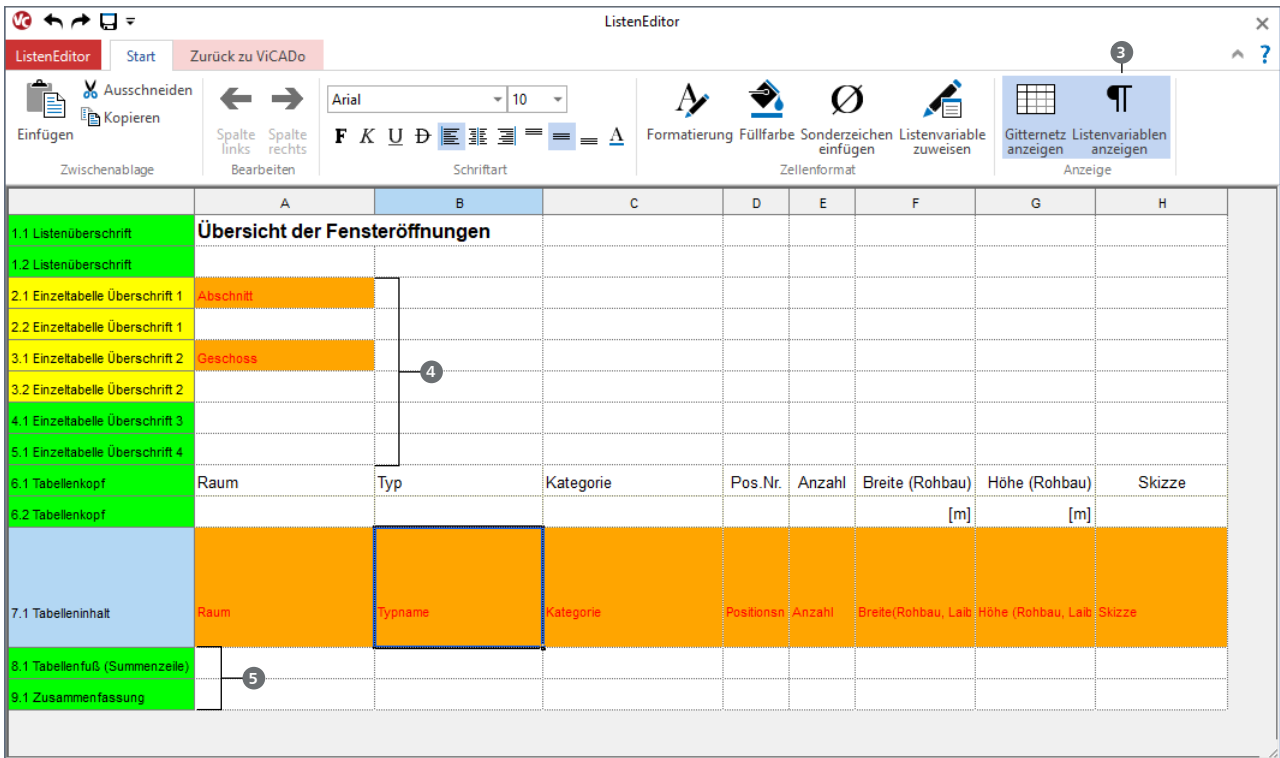 Vc ListenEditor
ListenEditor Start Zurück zu ViCADo ?
3
Einfügen
Ausschneiden
Kopieren
Zwischenablage
Spalte links
Spalte rechts
Bearbeiten
Arial 10
F K U D A
Schriftart
Formatierung
Füllfarbe
Sonderzeichen einfügen
Listenvariable zuweisen
Zellenformat
Gitternetz anzeigen
Listenvariablen anzeigen
Anzeige
A B C D E F G H
1.1 Listenüberschrift Übersicht der Fensteröffnungen
1.2 Listenüberschrift
2.1 Einzeltabelle Überschrift 1 Abschnitt
2.2 Einzeltabelle Überschrift 1
3.1 Einzeltabelle Überschrift 2 Geschoss
4
3.2 Einzeltabelle Überschrift 2
4.1 Einzeltabelle Überschrift 3
5.1 Einzeltabelle Überschrift 4
6.1 Tabellenkopf Raum Typ Kategorie Pos.Nr. Anzahl Breite (Rohbau) Höhe (Rohbau) Skizze
6.2 Tabellenkopf [m] [m]
7.1 Tabelleninhalt Raum Typname Kategorie Positionsn Anzahl Breite(Rohbau, Laib Höhe (Rohbau, Laib Skizze
8.1 Tabellenfuß (Summenzeile)
5
9.1 Zusammenfassung